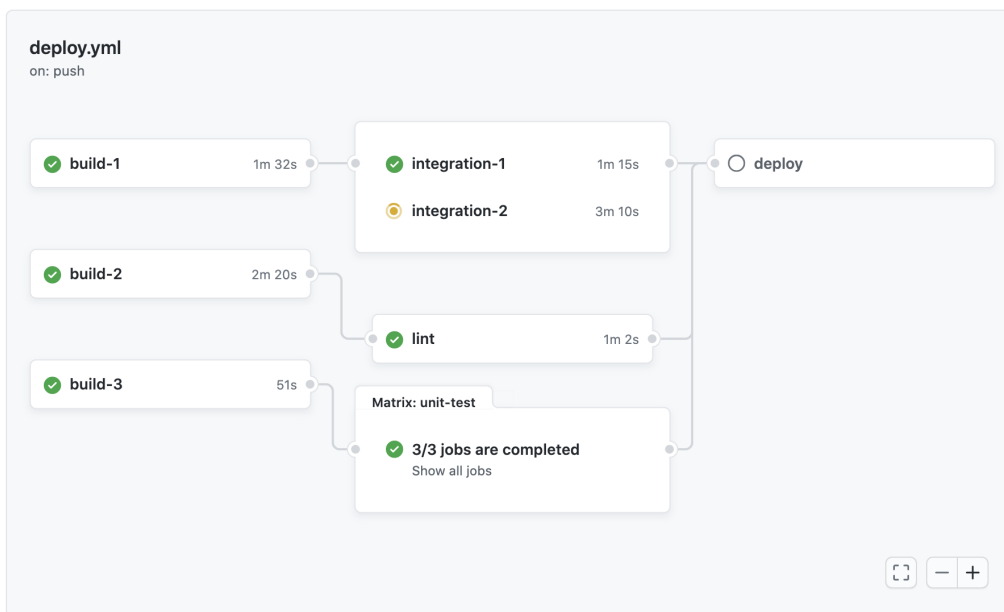 deploy.yml
on: push
build-1 1m 32s
integration-1 1m 15s
deploy
integration-2 3m 10s
build-2 2m 20s
lint 1m 2s
build-3 51s
Matrix: unit-test
3/3 jobs are completed
Show all jobs